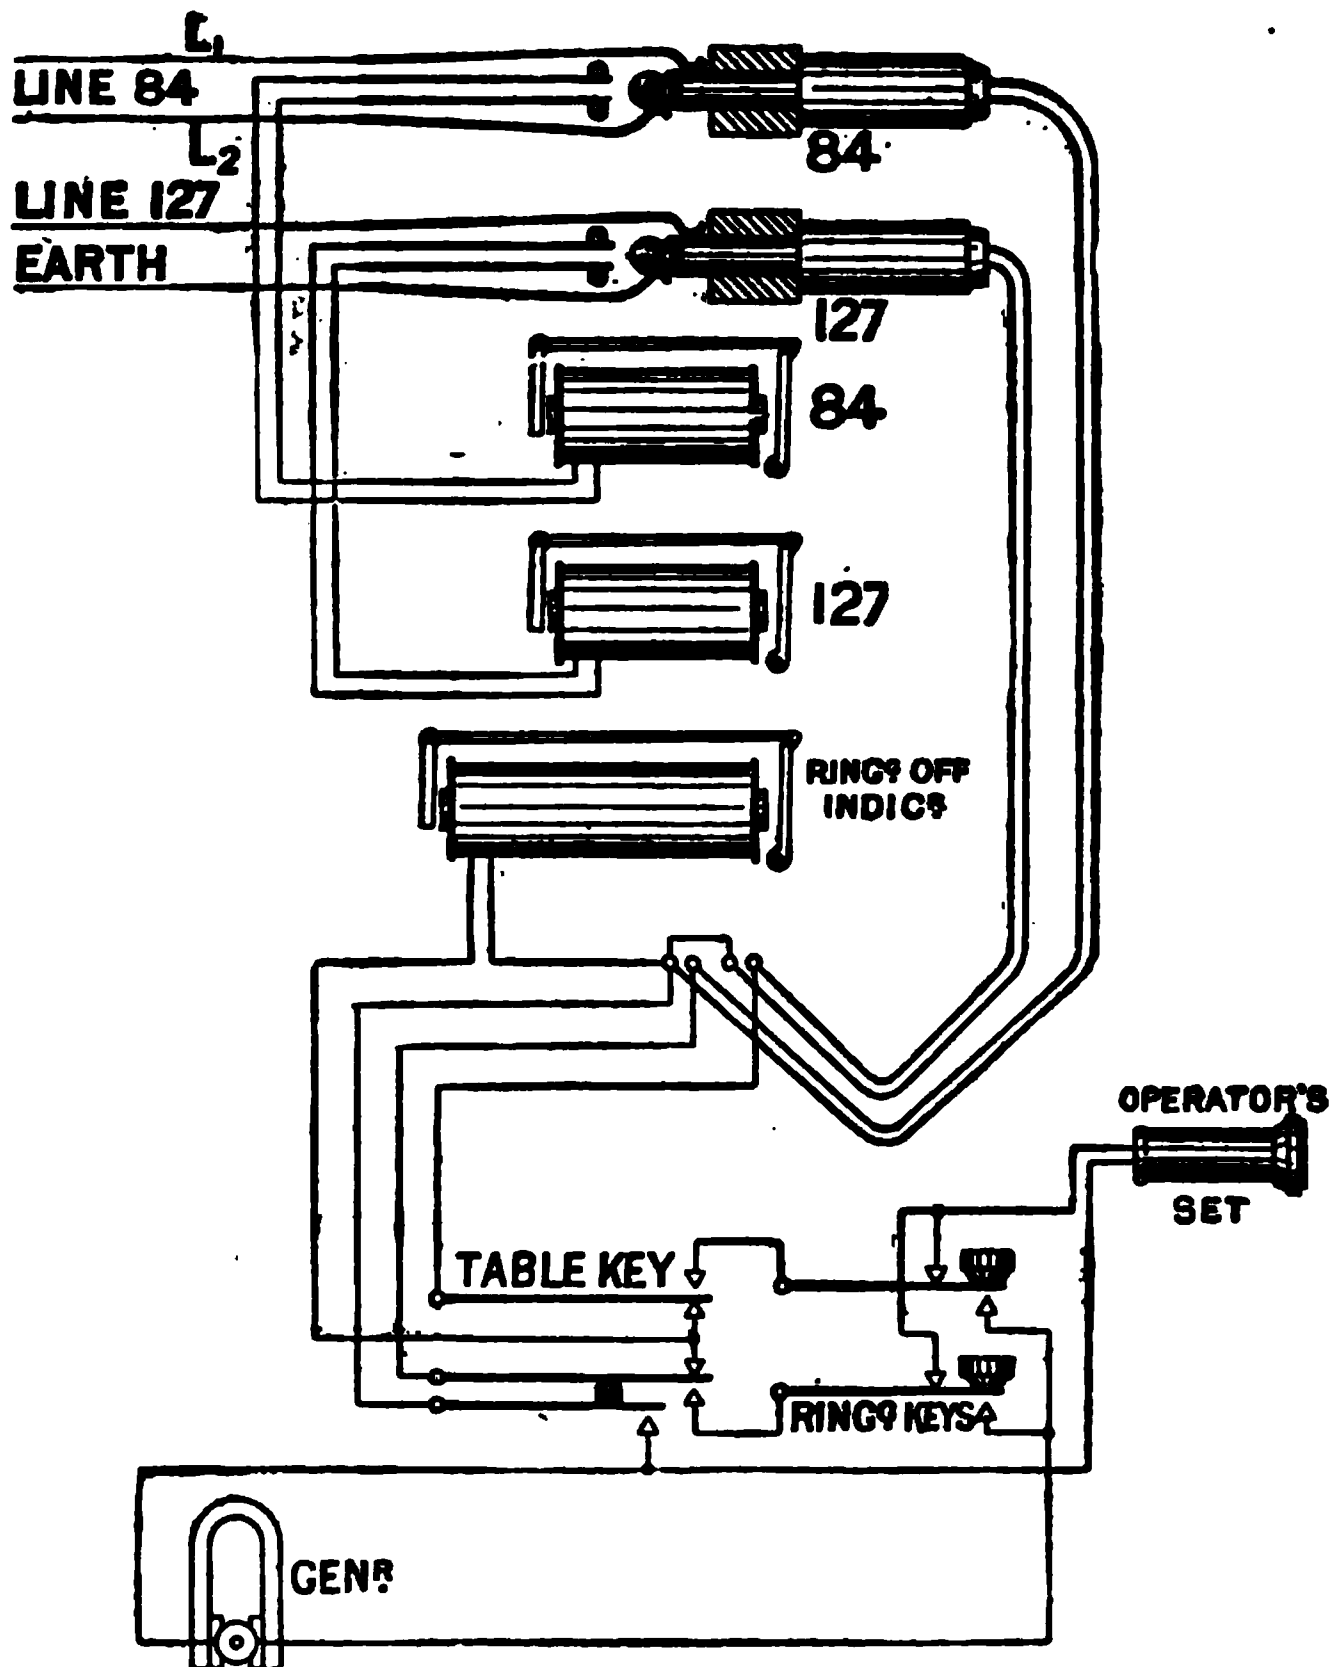 L1
LINE 84
L2
84
LINE 127
EARTH
127
84
127
RINGG OFF
INDICR
OPERATOR'S
SET
TABLE KEY
RINGG KEYS
GENR.